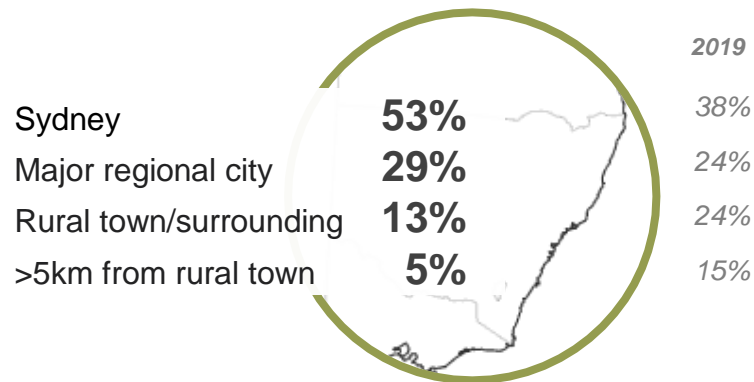 2019
Sydney 53% 38%
Major regional city 29% 24%
Rural town/surrounding 13% 24%
>5km from rural town 5% 15%